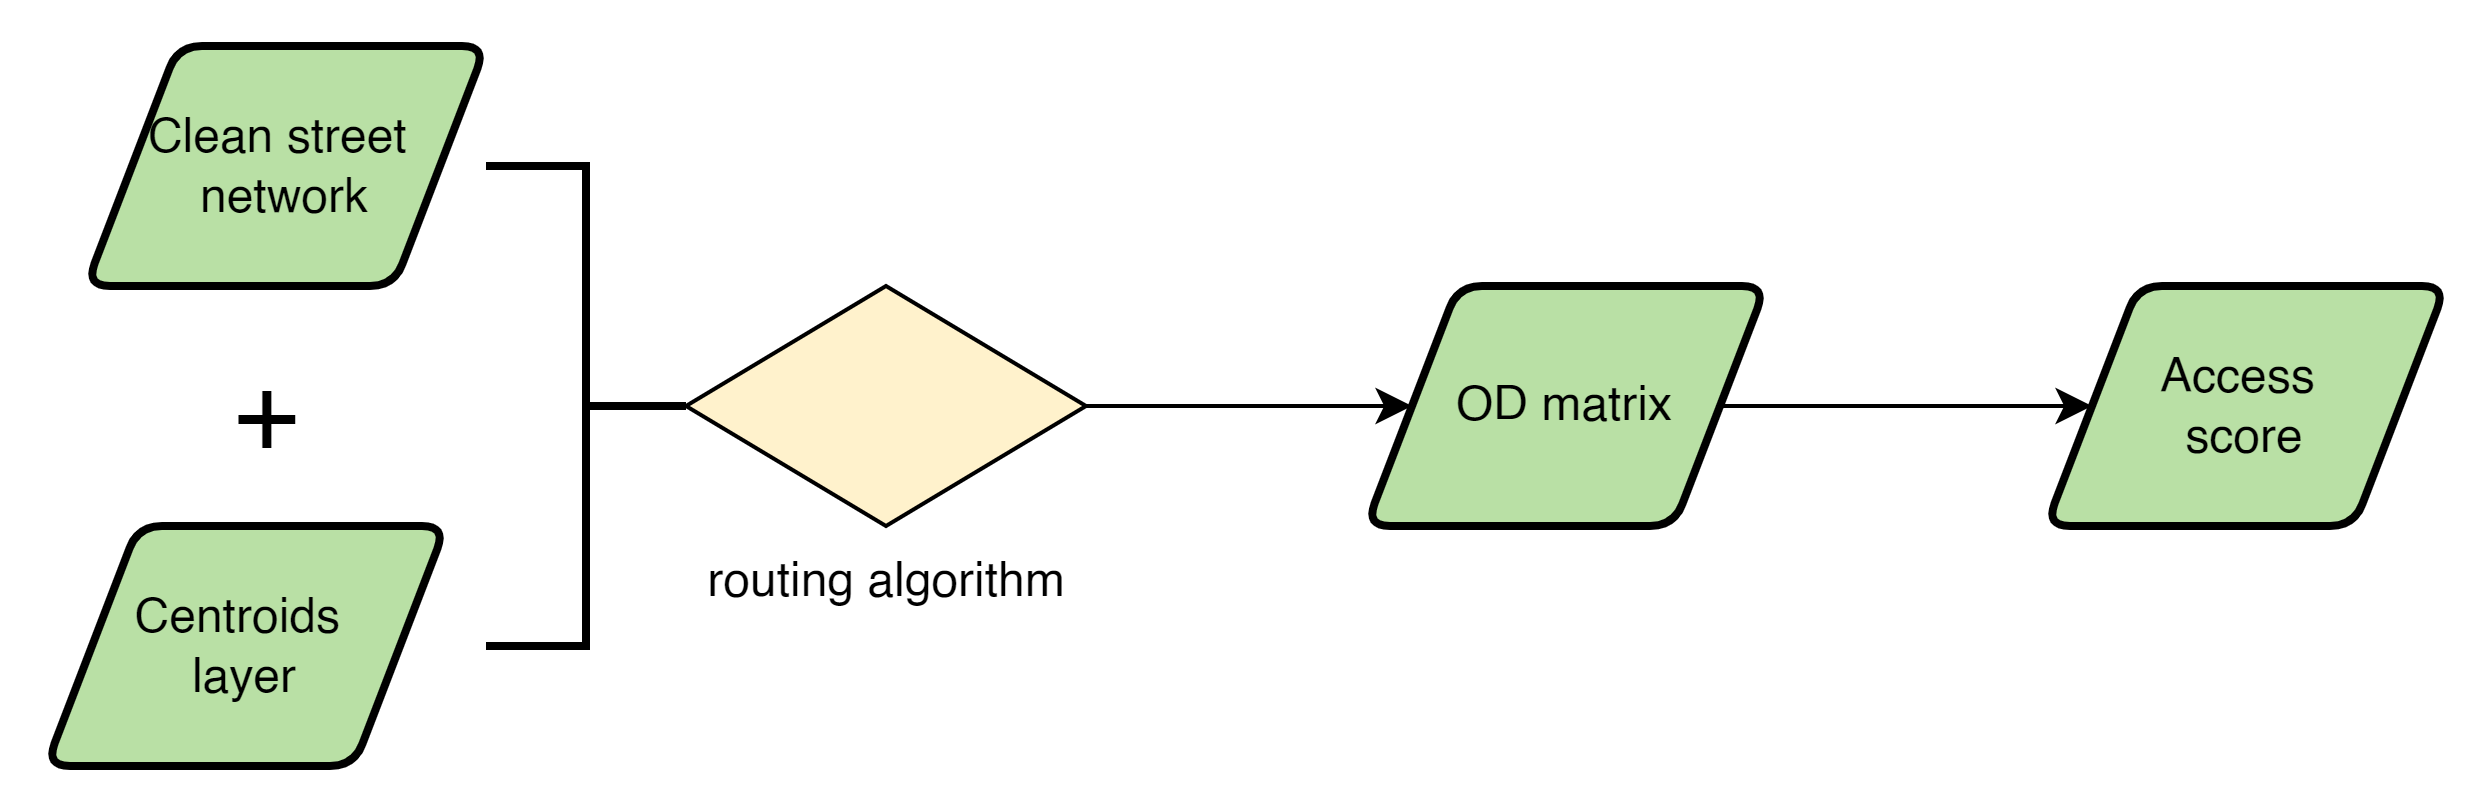 Clean street
network
+
Centroids
layer
routing algorithm
OD matrix
Access
score